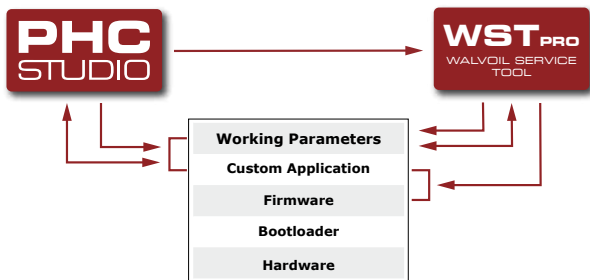 PHC
STUDIO
WST PRO
WALVOIL SERVICE
TOOL
Working Parameters
Custom Application
Firmware
Bootloader
Hardware